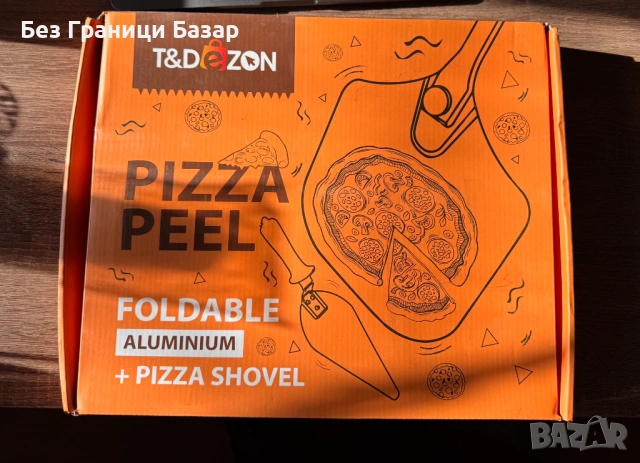 Без Граници Базар
T&DeZON
PIZZA
PEEL
FOLDABLE
ALUMINIUM
+ PIZZA SHOVEL
BAZAR